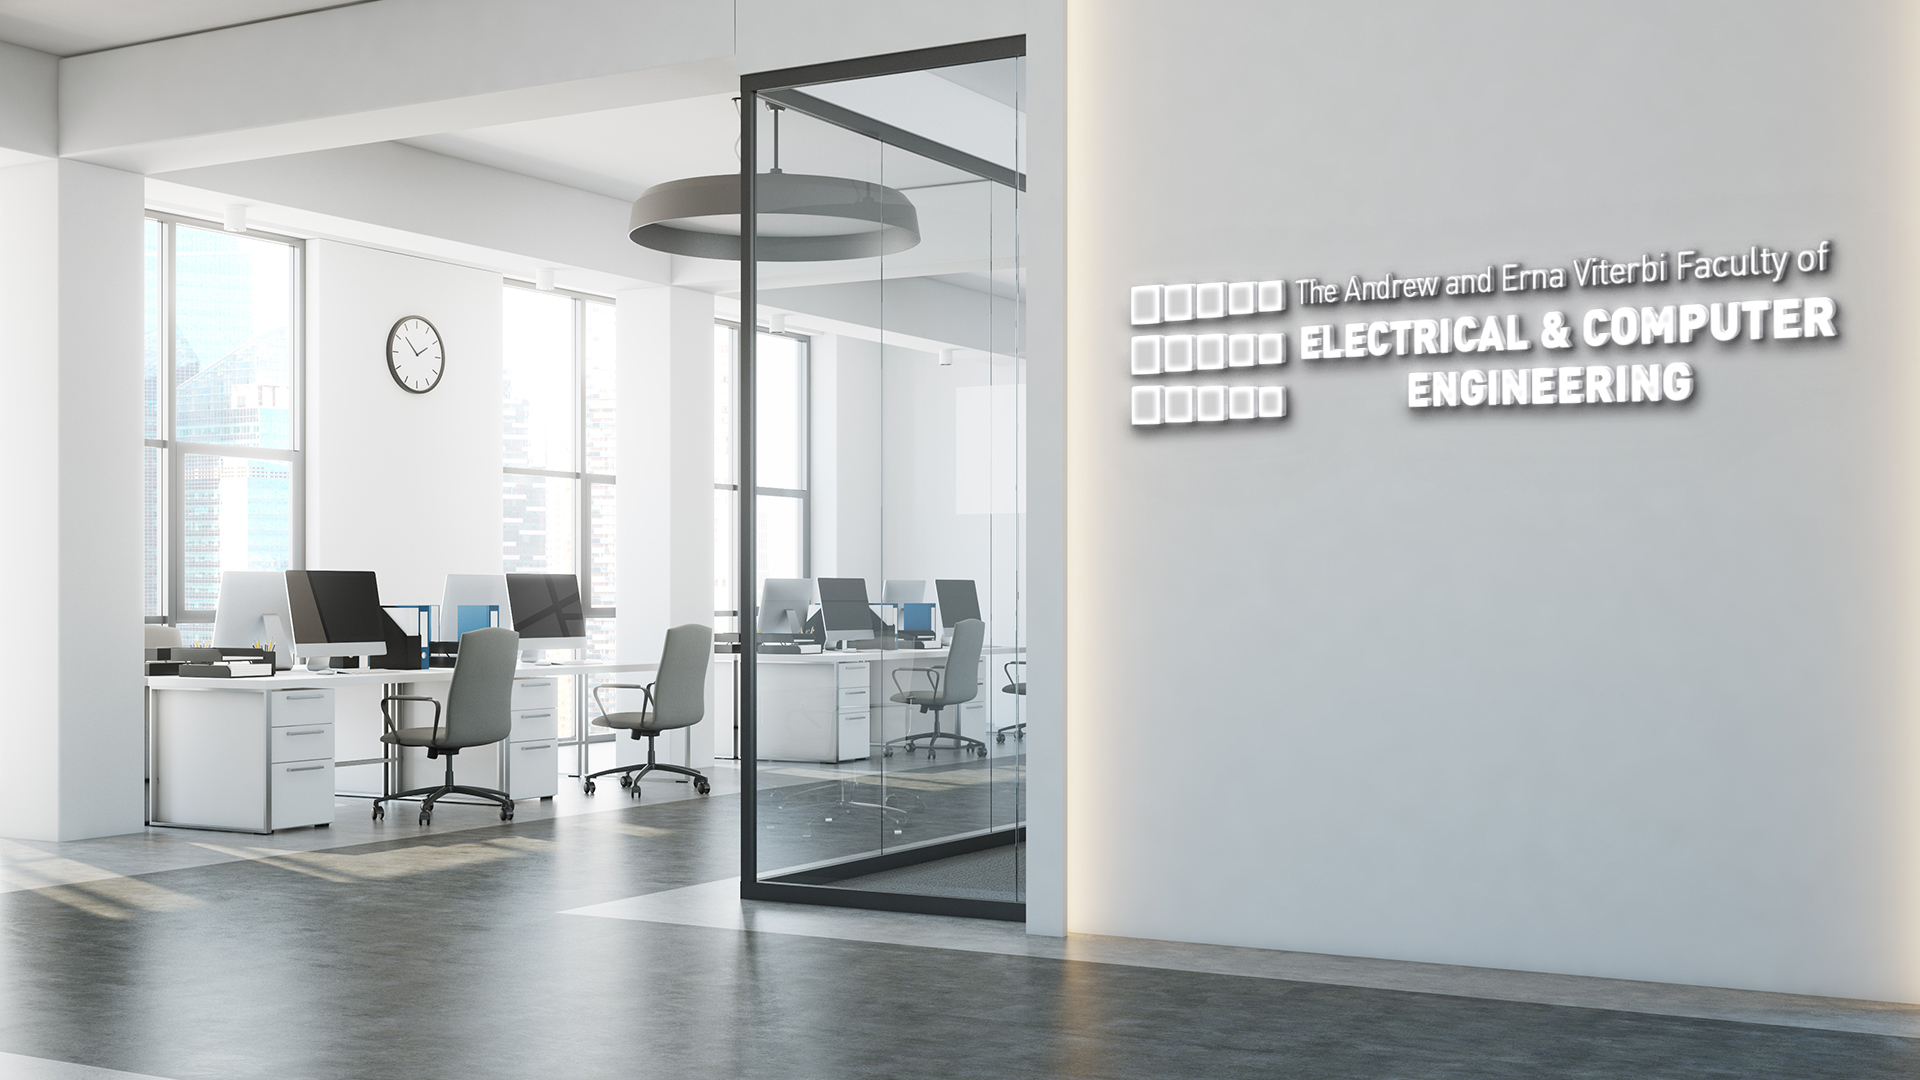 The Andrew and Erna Viterbi Faculty of
ELECTRICAL & COMPUTER
ENGINEERING